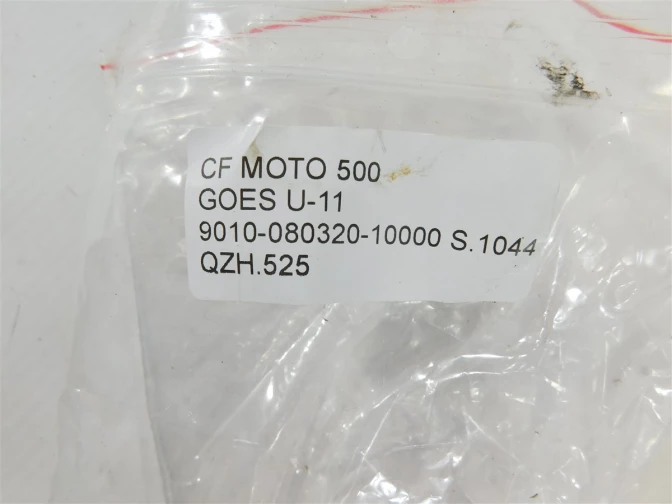 CF MOTO 500
GOES U-11
9010-080320-10000 S.1044
QZH.525